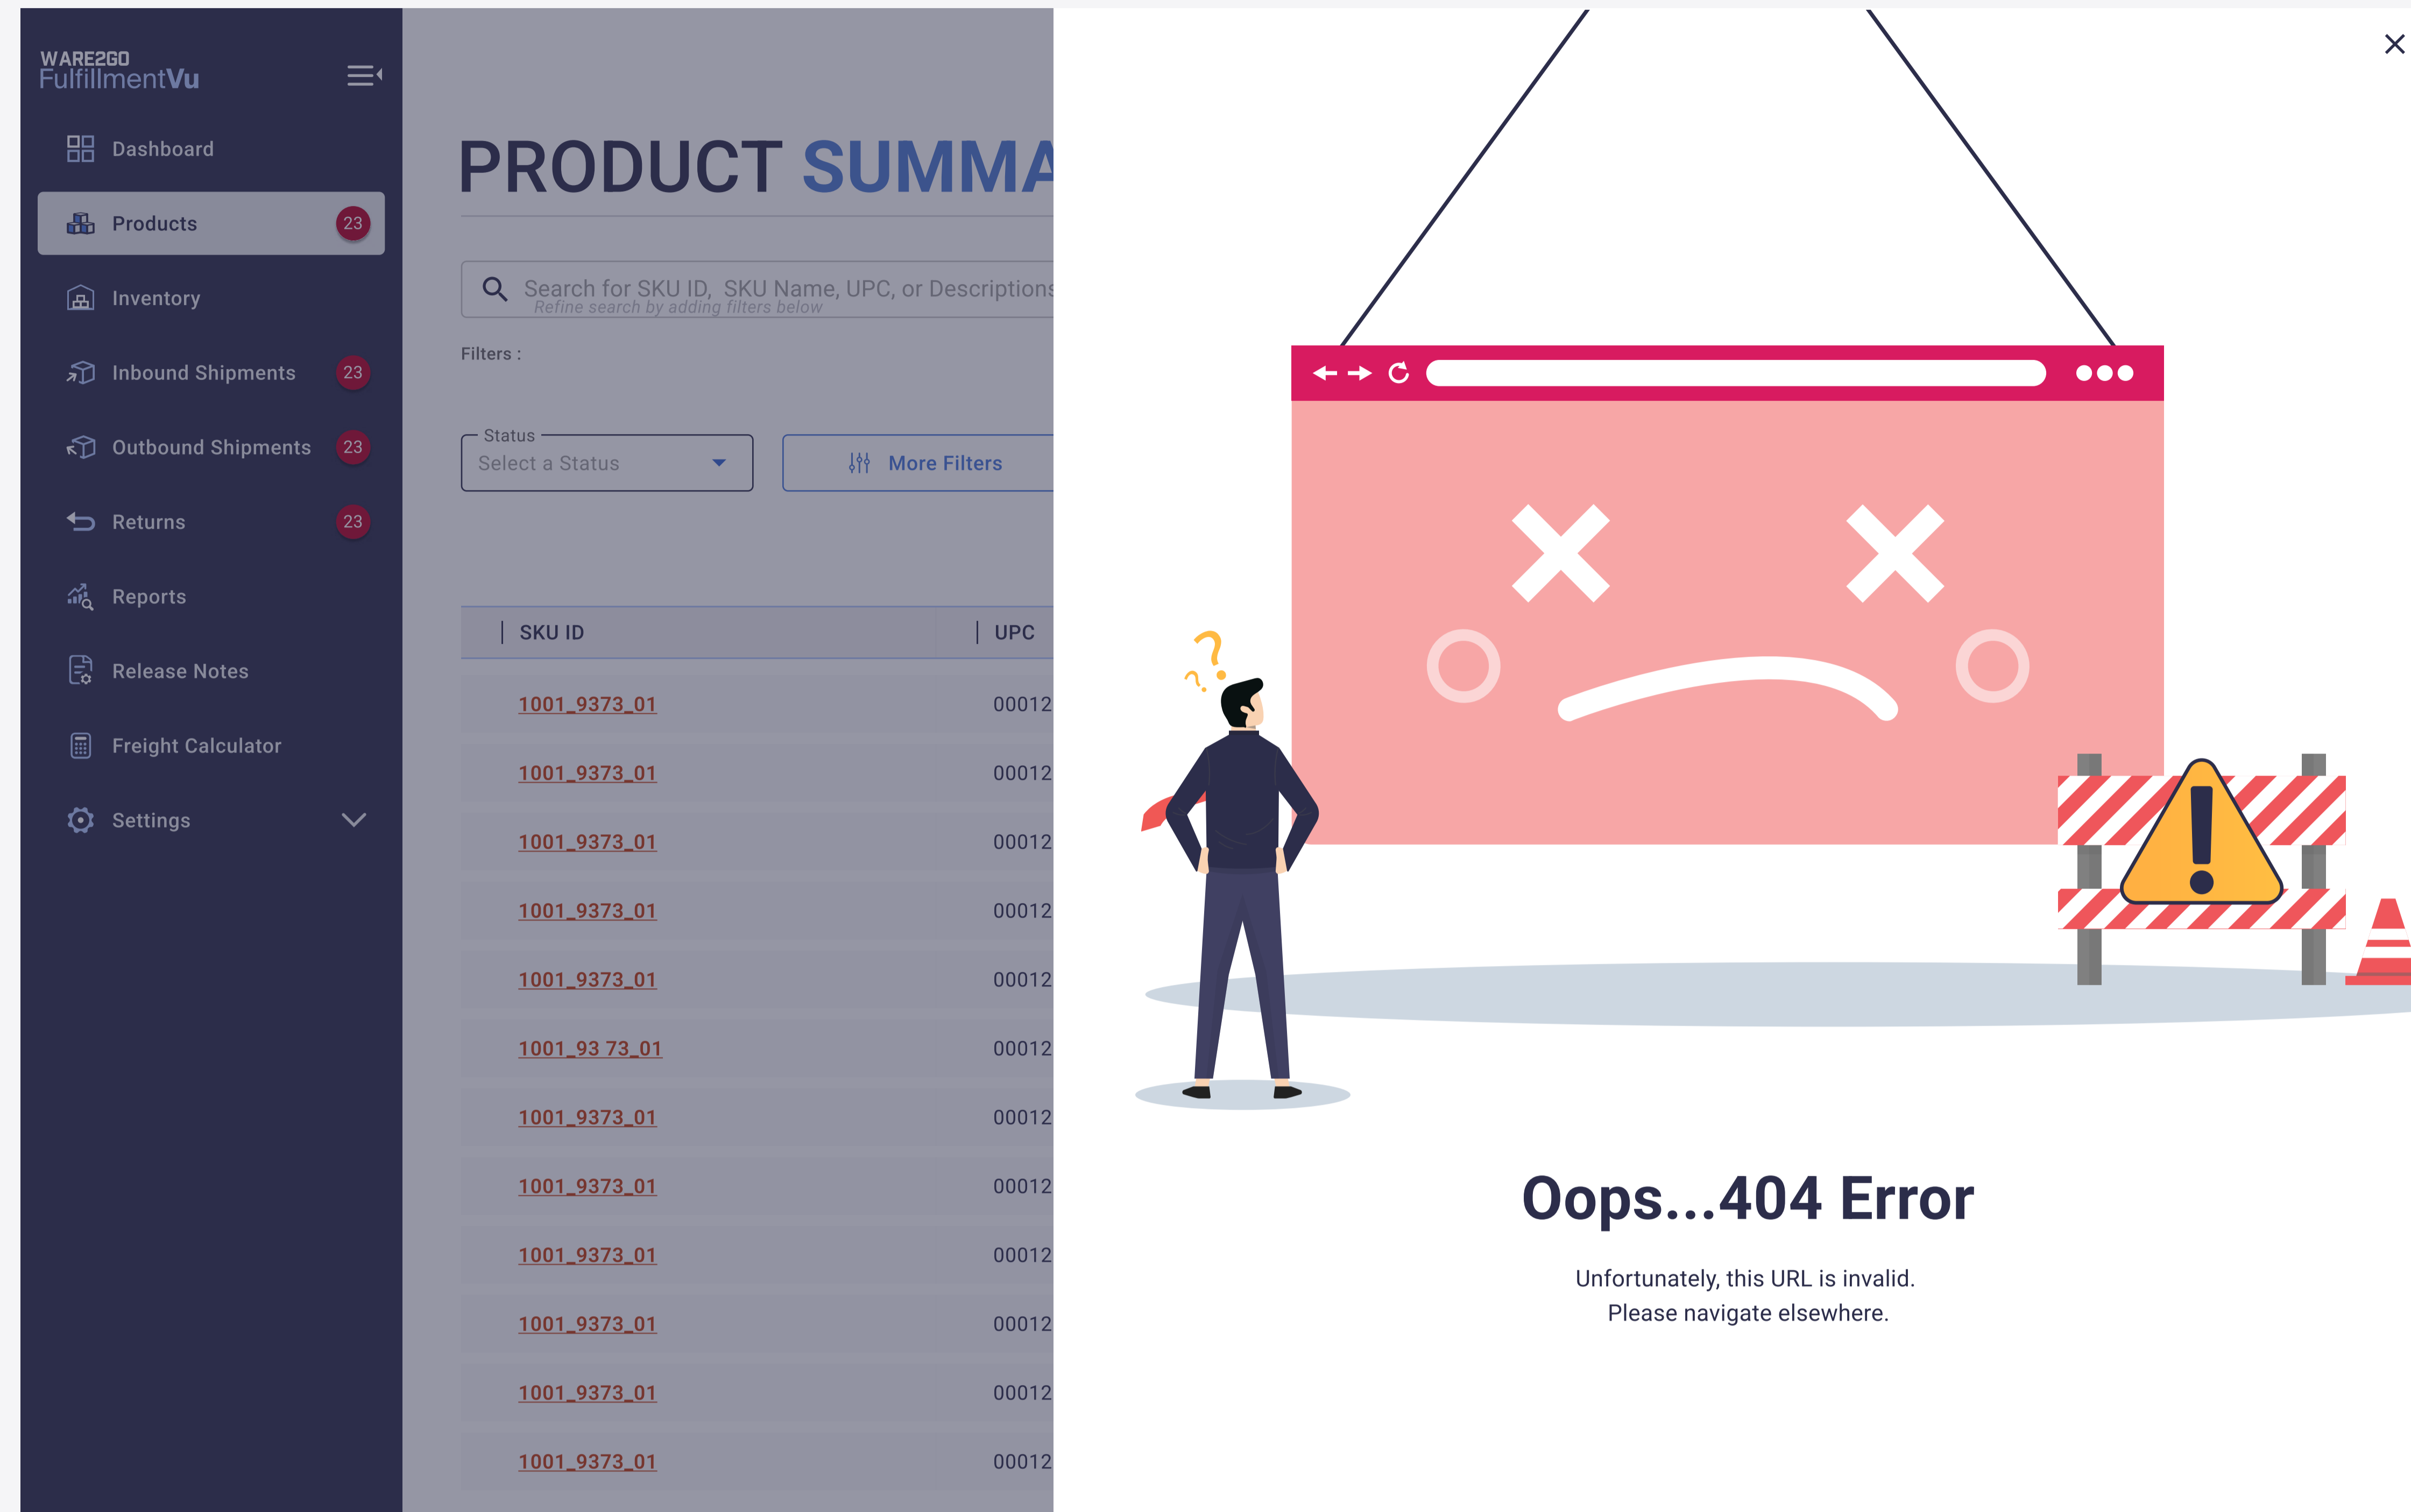 WARE2GO
FulfillmentVu
Dashboard
Products 23
Inventory
Inbound Shipments 23
Outbound Shipments 23
Returns 23
Reports
Release Notes
Freight Calculator
Settings
PRODUCT SUMMA
Search for SKU ID, SKU Name, UPC, or Descriptions
Refine search by adding filters below
Filters :
Status
Select a Status
More Filters
SKU ID UPC
1001_9373_01 00012
1001_9373_01 00012
1001_9373_01 00012
1001_9373_01 00012
1001_9373_01 00012
1001_93 73_01 00012
1001_9373_01 00012
1001_9373_01 00012
1001_9373_01 00012
1001_9373_01 00012
1001_9373_01 00012
1001_9373_01 00012
Oops...404 Error
Unfortunately, this URL is invalid.
Please navigate elsewhere.